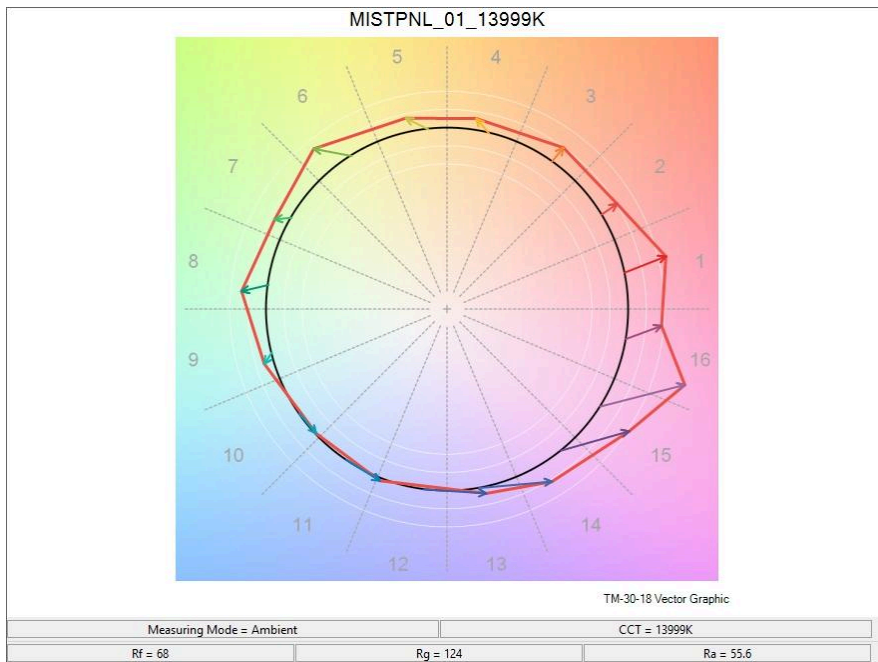 MISTPNL_01_13999K
5 4
6 3
7 2
8 1
9 16
10 15
11 14
12 13
TM-30-18 Vector Graphic
Measuring Mode = Ambient CCT = 13999K
Rf = 68 Rg = 124 Ra = 55.6